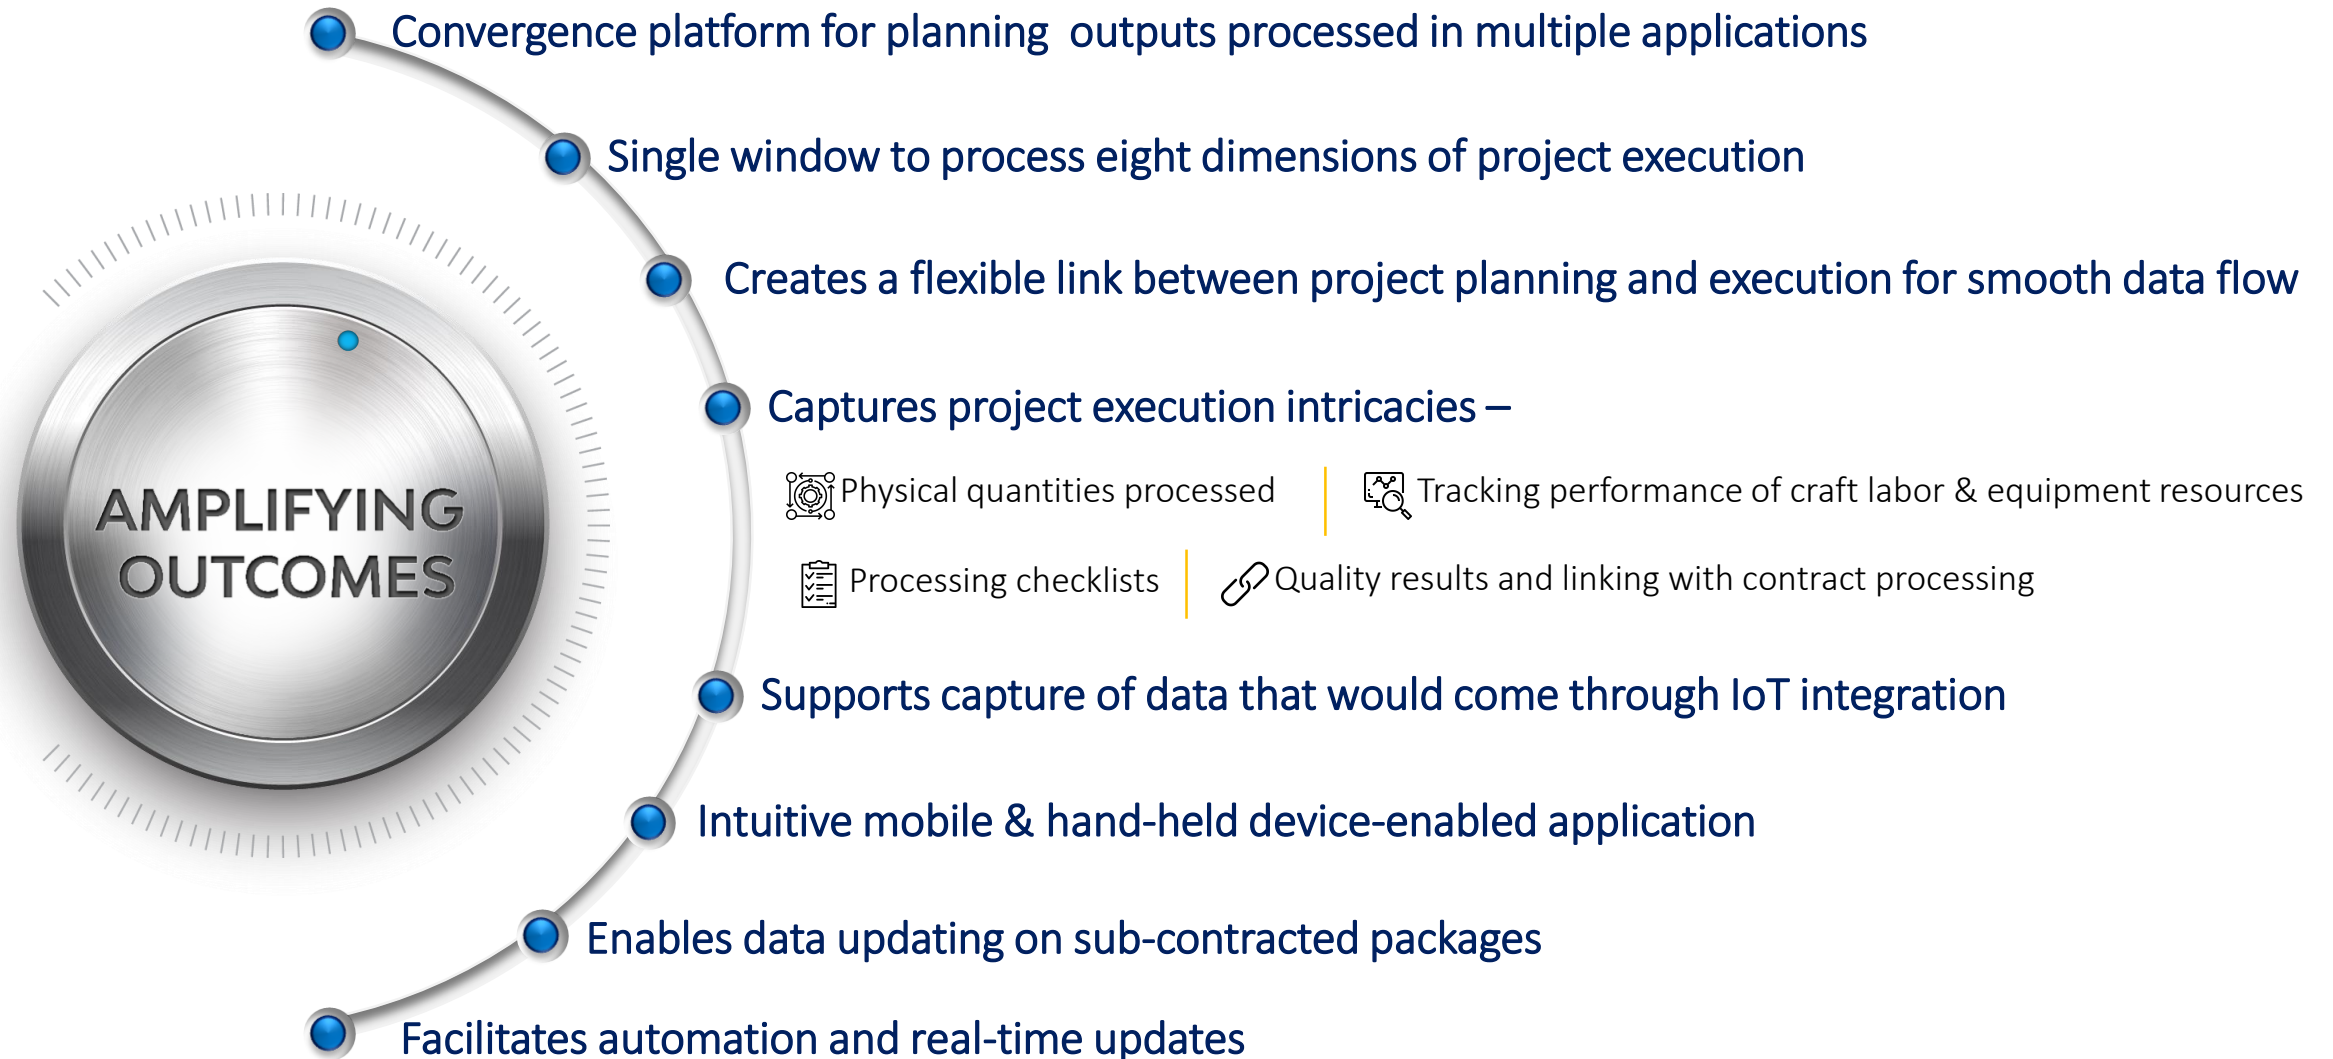 Convergence platform for planning outputs processed in multiple applications
Single window to process eight dimensions of project execution
Creates a flexible link between project planning and execution for smooth data flow
Captures project execution intricacies –
Physical quantities processed
Tracking performance of craft labor & equipment resources
Processing checklists
Quality results and linking with contract processing
AMPLIFYING
OUTCOMES
Supports capture of data that would come through IoT integration
Intuitive mobile & hand-held device-enabled application
Enables data updating on sub-contracted packages
Facilitates automation and real-time updates